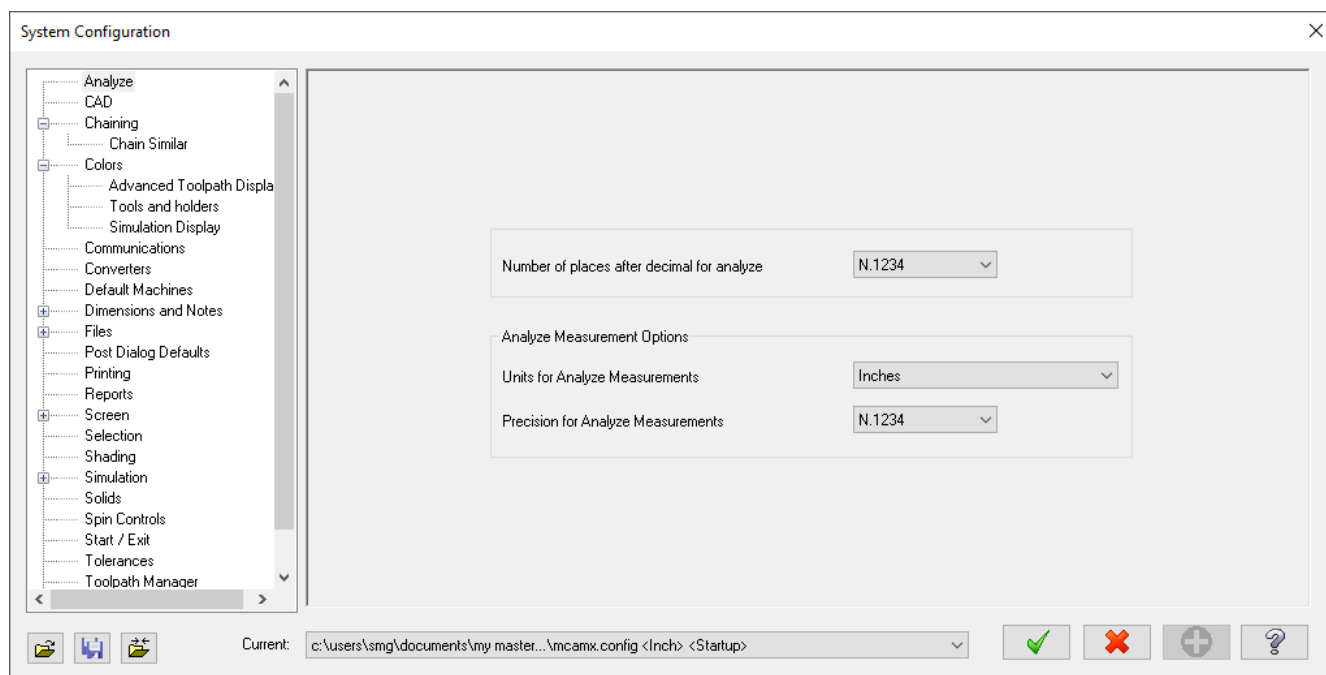 System Configuration
Analyze
CAD
Chaining
Chain Similar
Colors
Advanced Toolpath Displa
Tools and holders
Simulation Display
Communications
Converters
Default Machines
Dimensions and Notes
Files
Post Dialog Defaults
Printing
Reports
Screen
Selection
Shading
Simulation
Solids
Spin Controls
Start / Exit
Tolerances
Toolpath Manager
Number of places after decimal for analyze N.1234
Analyze Measurement Options
Units for Analyze Measurements Inches
Precision for Analyze Measurements N.1234
Current: c:\users\smg\documents\my master...\mcamx.config <Inch> <Startup>